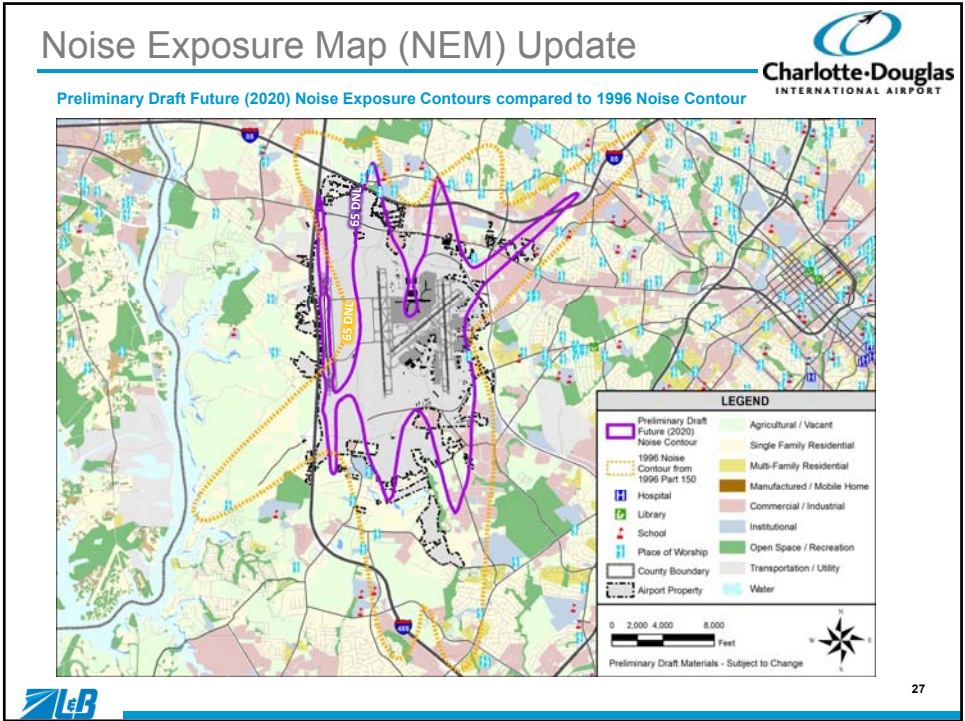 Noise Exposure Map (NEM) Update
Charlotte•Douglas
INTERNATIONAL AIRPORT
Preliminary Draft Future (2020) Noise Exposure Contours compared to 1996 Noise Contour
85
85
65 DNL
65 DNL
485
LEGEND
Preliminary Draft
Future (2020)
Noise Contour
1996 Noise
Contour from
1996 Part 150
H Hospital
Library
School
Place of Worship
County Boundary
Airport Property
Agricultural / Vacant
Single Family Residential
Multi-Family Residential
Manufactured / Mobile Home
Commercial / Industrial
Institutional
Open Space / Recreation
Transportation / Utility
Water
0 2,000 4,000 8,000
Feet
N
W E
S
Preliminary Draft Materials - Subject to Change
27
L&B